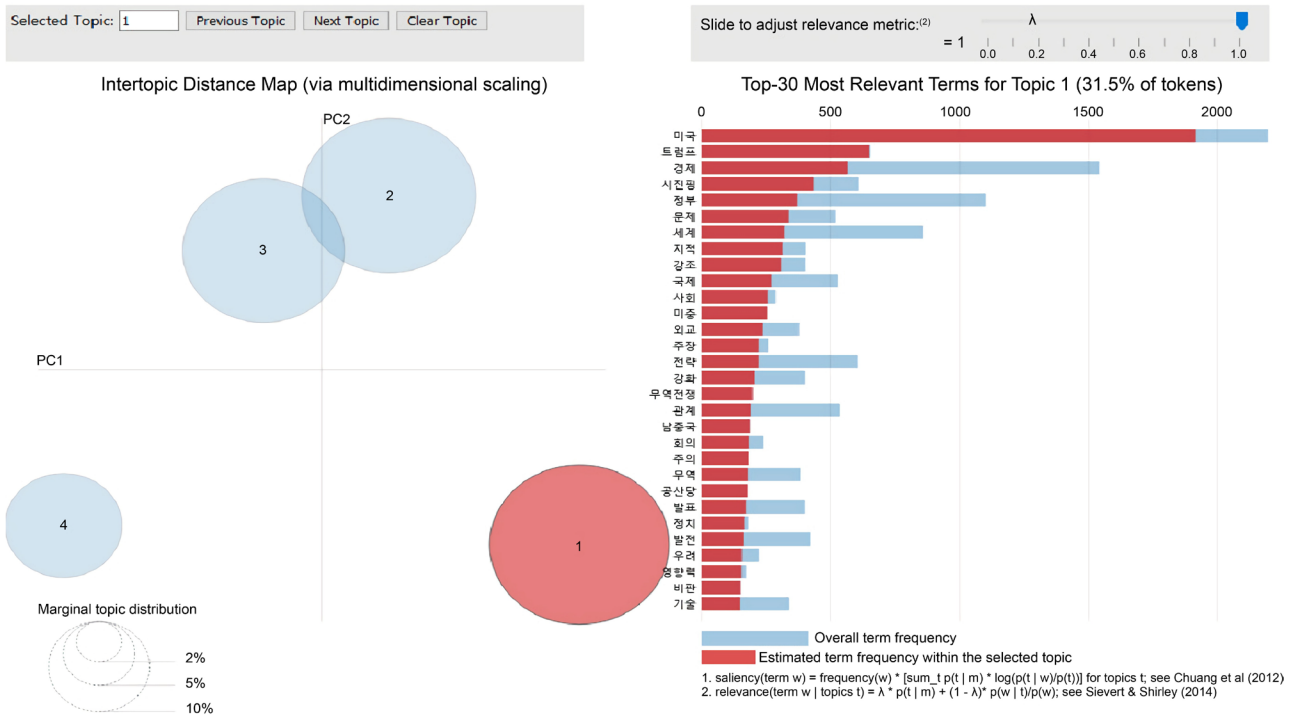 Selected Topic: 1 Previous Topic Next Topic Clear Topic
Slide to adjust relevance metric:(2)
λ
= 1
0.0 0.2 0.4 0.6 0.8 1.0
Intertopic Distance Map (via multidimensional scaling)
PC2
PC1
2
3
4
1
Marginal topic distribution
2%
5%
10%
Top-30 Most Relevant Terms for Topic 1 (31.5% of tokens)
0 500 1000 1500 2000
미국
트럼프
경제
시진핑
정부
문제
세계
지적
강조
국제
사회
미중
외교
주장
전략
강화
무역전쟁
관계
남중국
회의
주의
무역
공산당
발표
정치
발전
우려
영향력
비판
기술
Overall term frequency
Estimated term frequency within the selected topic
1. saliency(term w) = frequency(w) * [sum_t p(t | m) * log(p(t | w)/p(t))] for topics t; see Chuang et al (2012)
2. relevance(term w | topics t) = λ * p(t | m) + (1 - λ)* p(w | t)/p(w); see Sievert & Shirley (2014)